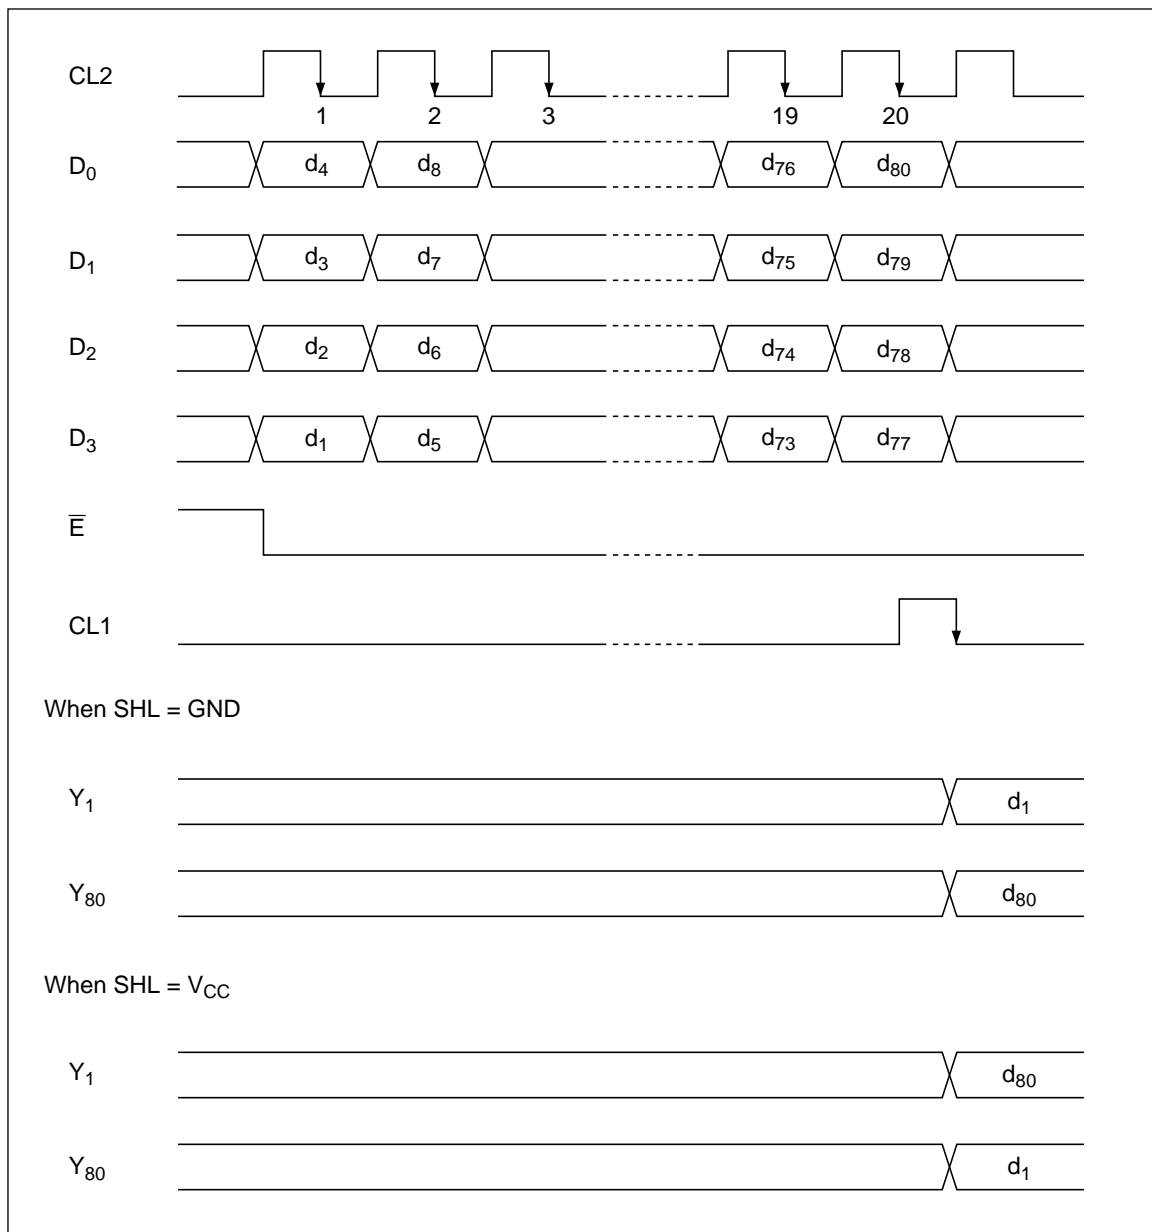 CL2
1 2 3 19 20
D₀ d₄ d₈ d₇₆ d₈₀
D₁ d₃ d₇ d₇₅ d₇₉
D₂ d₂ d₆ d₇₄ d₇₈
D₃ d₁ d₅ d₇₃ d₇₇
E̅
CL1
When SHL = GND
Y₁ d₁
Y₈₀ d₈₀
When SHL = V_CC
Y₁ d₈₀
Y₈₀ d₁